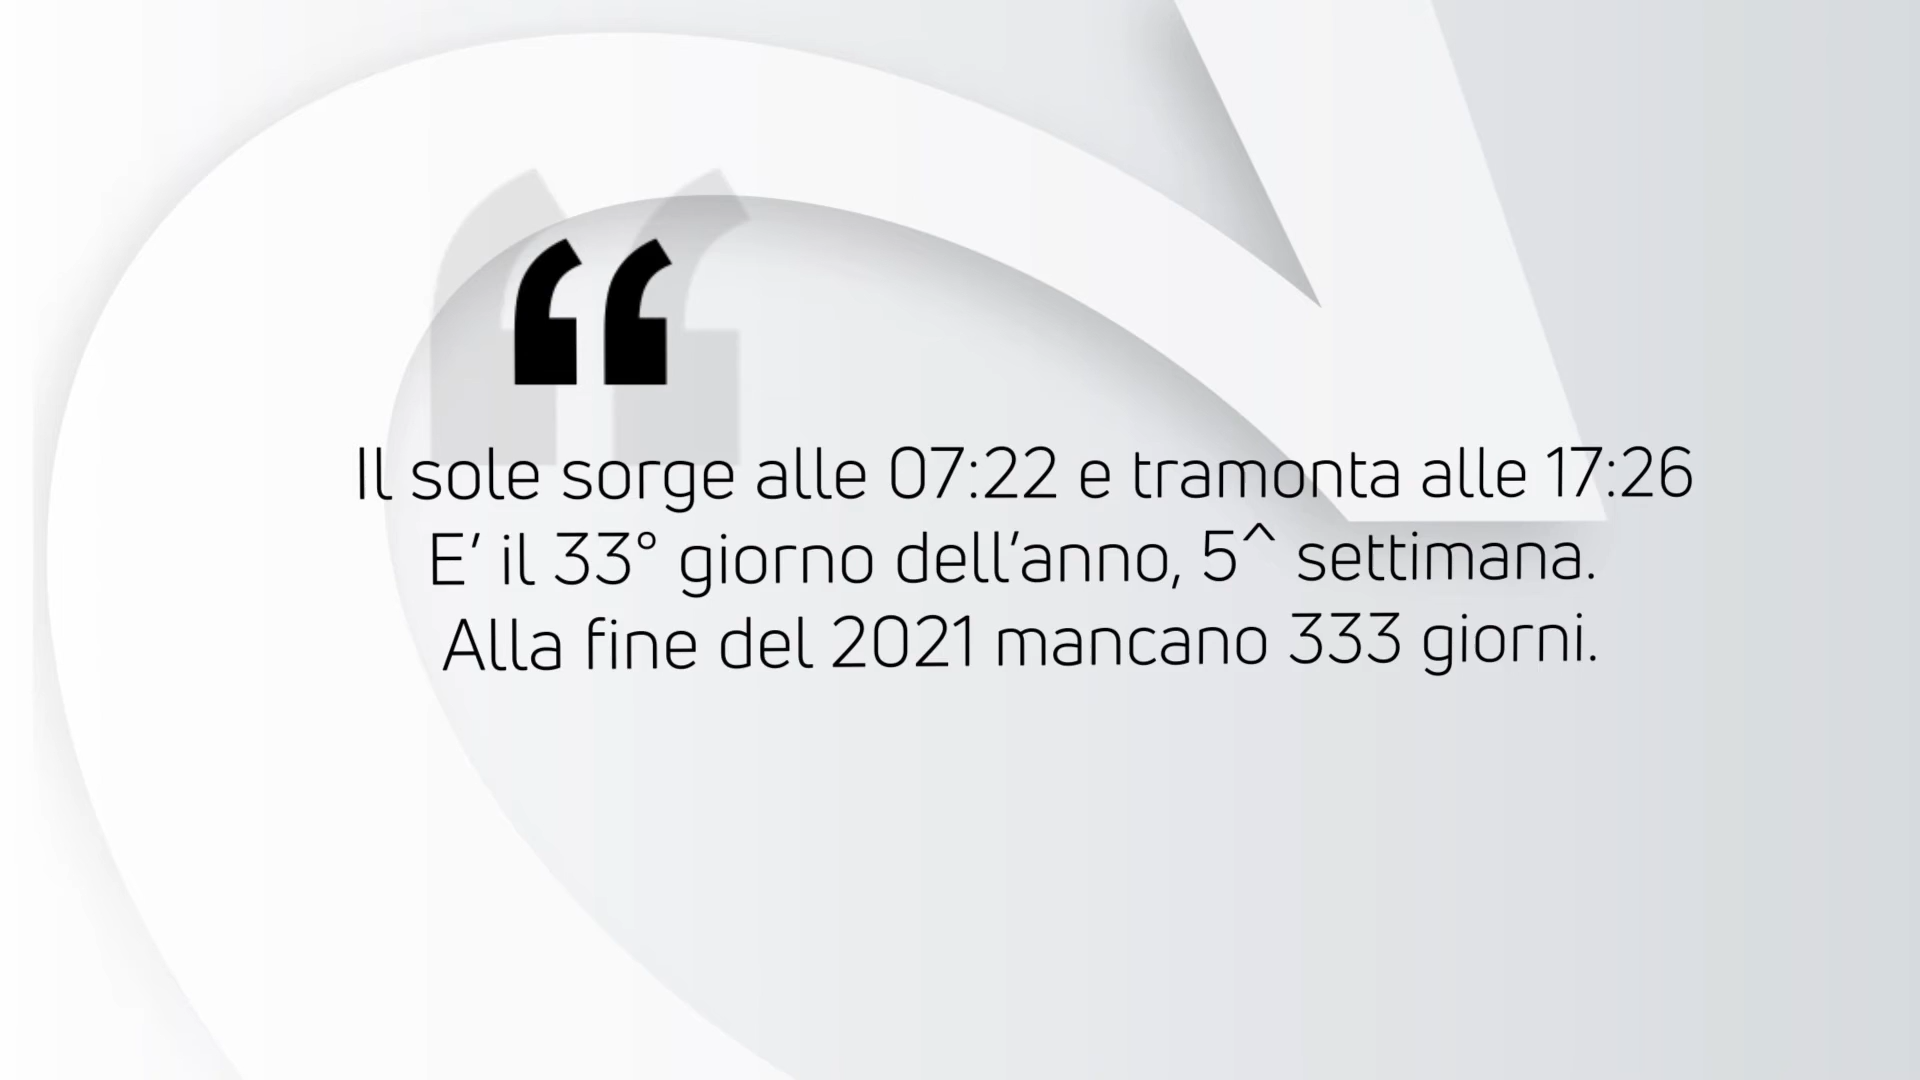 “
Il sole sorge alle 07:22 e tramonta alle 17:26
E’ il 33° giorno dell’anno, 5^ settimana.
Alla fine del 2021 mancano 333 giorni.